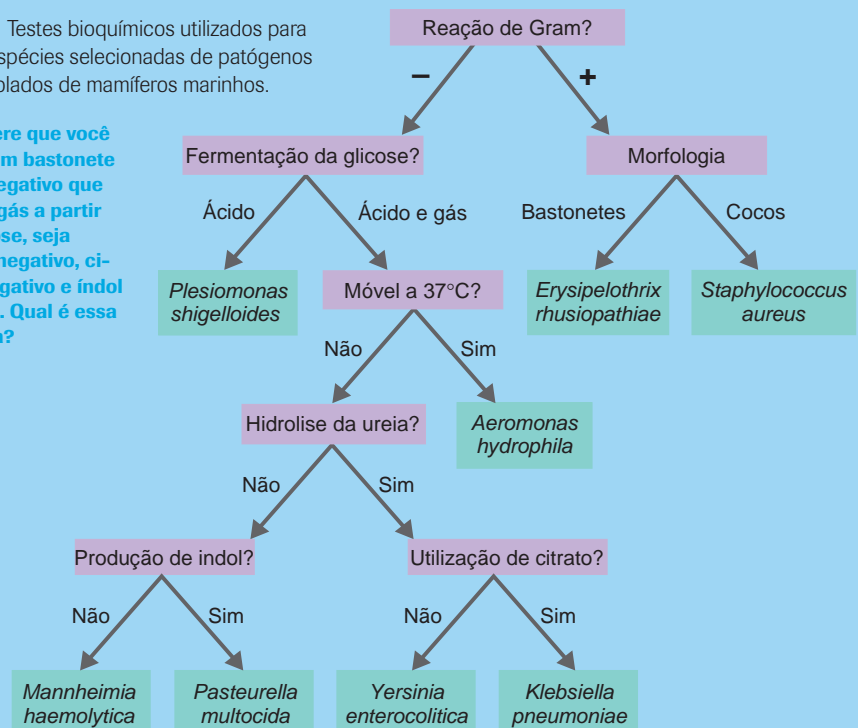 Testes bioquímicos utilizados para
spécies selecionadas de patógenos
olados de mamíferos marinhos.
ere que você
m bastonete
egativo que
gás a partir
se, seja
negativo, ci-
gativo e índol
. Qual é essa
a?
Reação de Gram?
– +
Fermentação da glicose? Morfologia
Ácido Ácido e gás Bastonetes Cocos
Plesiomonas
shigelloides
Móvel a 37°C?
Erysipelothrix
rhusiopathiae
Staphylococcus
aureus
Não Sim
Hidrolise da ureia?
Aeromonas
hydrophila
Não Sim
Produção de indol? Utilização de citrato?
Não Sim Não Sim
Mannheimia
haemolytica
Pasteurella
multocida
Yersinia
enterocolitica
Klebsiella
pneumoniae